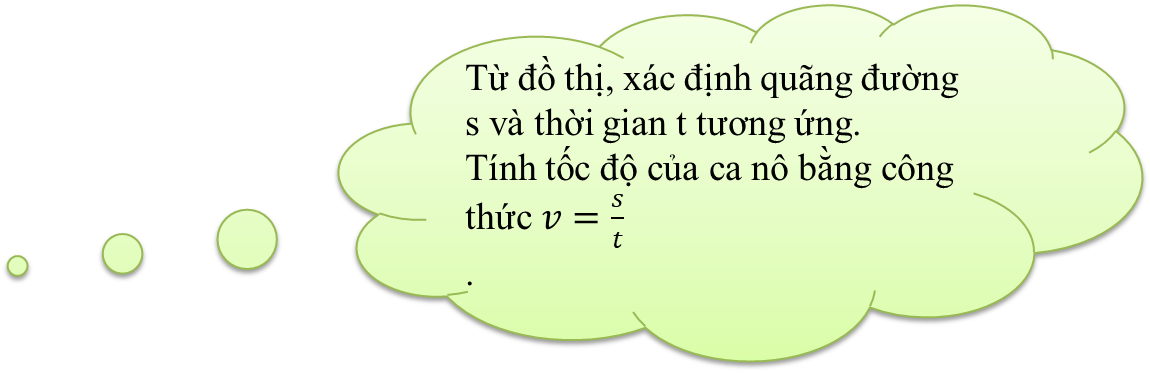 Từ đồ thị, xác định quãng đường
s và thời gian t tương ứng.
Tính tốc độ của ca nô bằng công
thức v = s/t
.